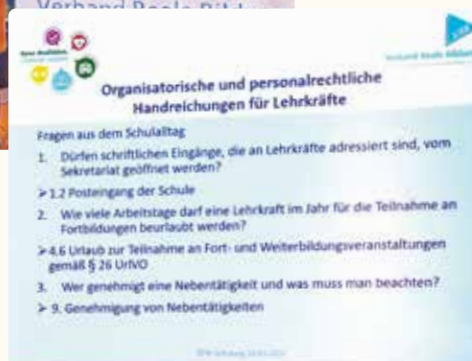 Verband Reale Bildung
Organisatorische und personalrechtliche
Handreichungen für Lehrkräfte
Fragen aus dem Schulalltag
1. Dürfen schriftlichen Eingänge, die an Lehrkräfte adressiert sind, vom
Sekretariat geöffnet werden?
➢ 1.2 Posteingang der Schule
2. Wie viele Arbeitstage darf eine Lehrkraft im Jahr für die Teilnahme an
Fortbildungen beurlaubt werden?
➢ 4.6 Urlaub zur Teilnahme an Fort- und Weiterbildungsveranstaltungen
gemäß § 26 UrlVO
3. Wer genehmigt eine Nebentätigkeit und was muss man beachten?
➢ 9. Genehmigung von Nebentätigkeiten